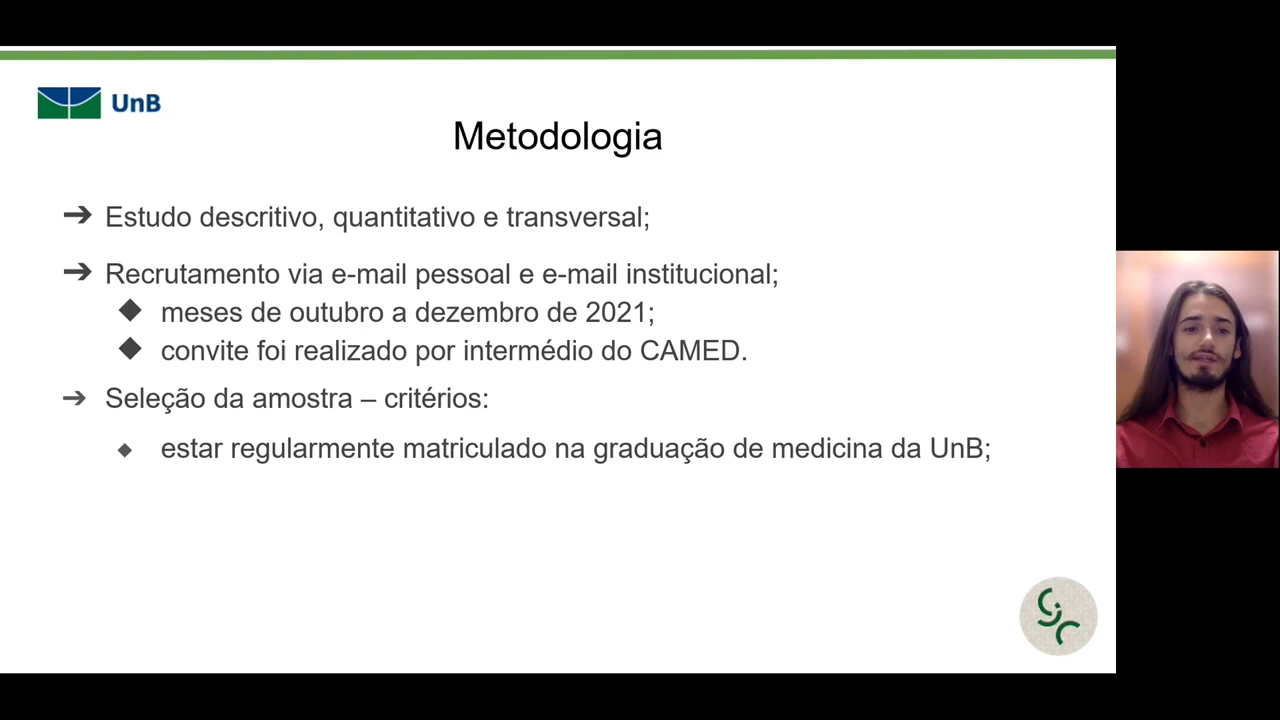 UnB
Metodologia
➔ Estudo descritivo, quantitativo e transversal;
➔ Recrutamento via e-mail pessoal e e-mail institucional;
◆ meses de outubro a dezembro de 2021;
◆ convite foi realizado por intermédio do CAMED.
➔ Seleção da amostra – critérios:
◆ estar regularmente matriculado na graduação de medicina da UnB;